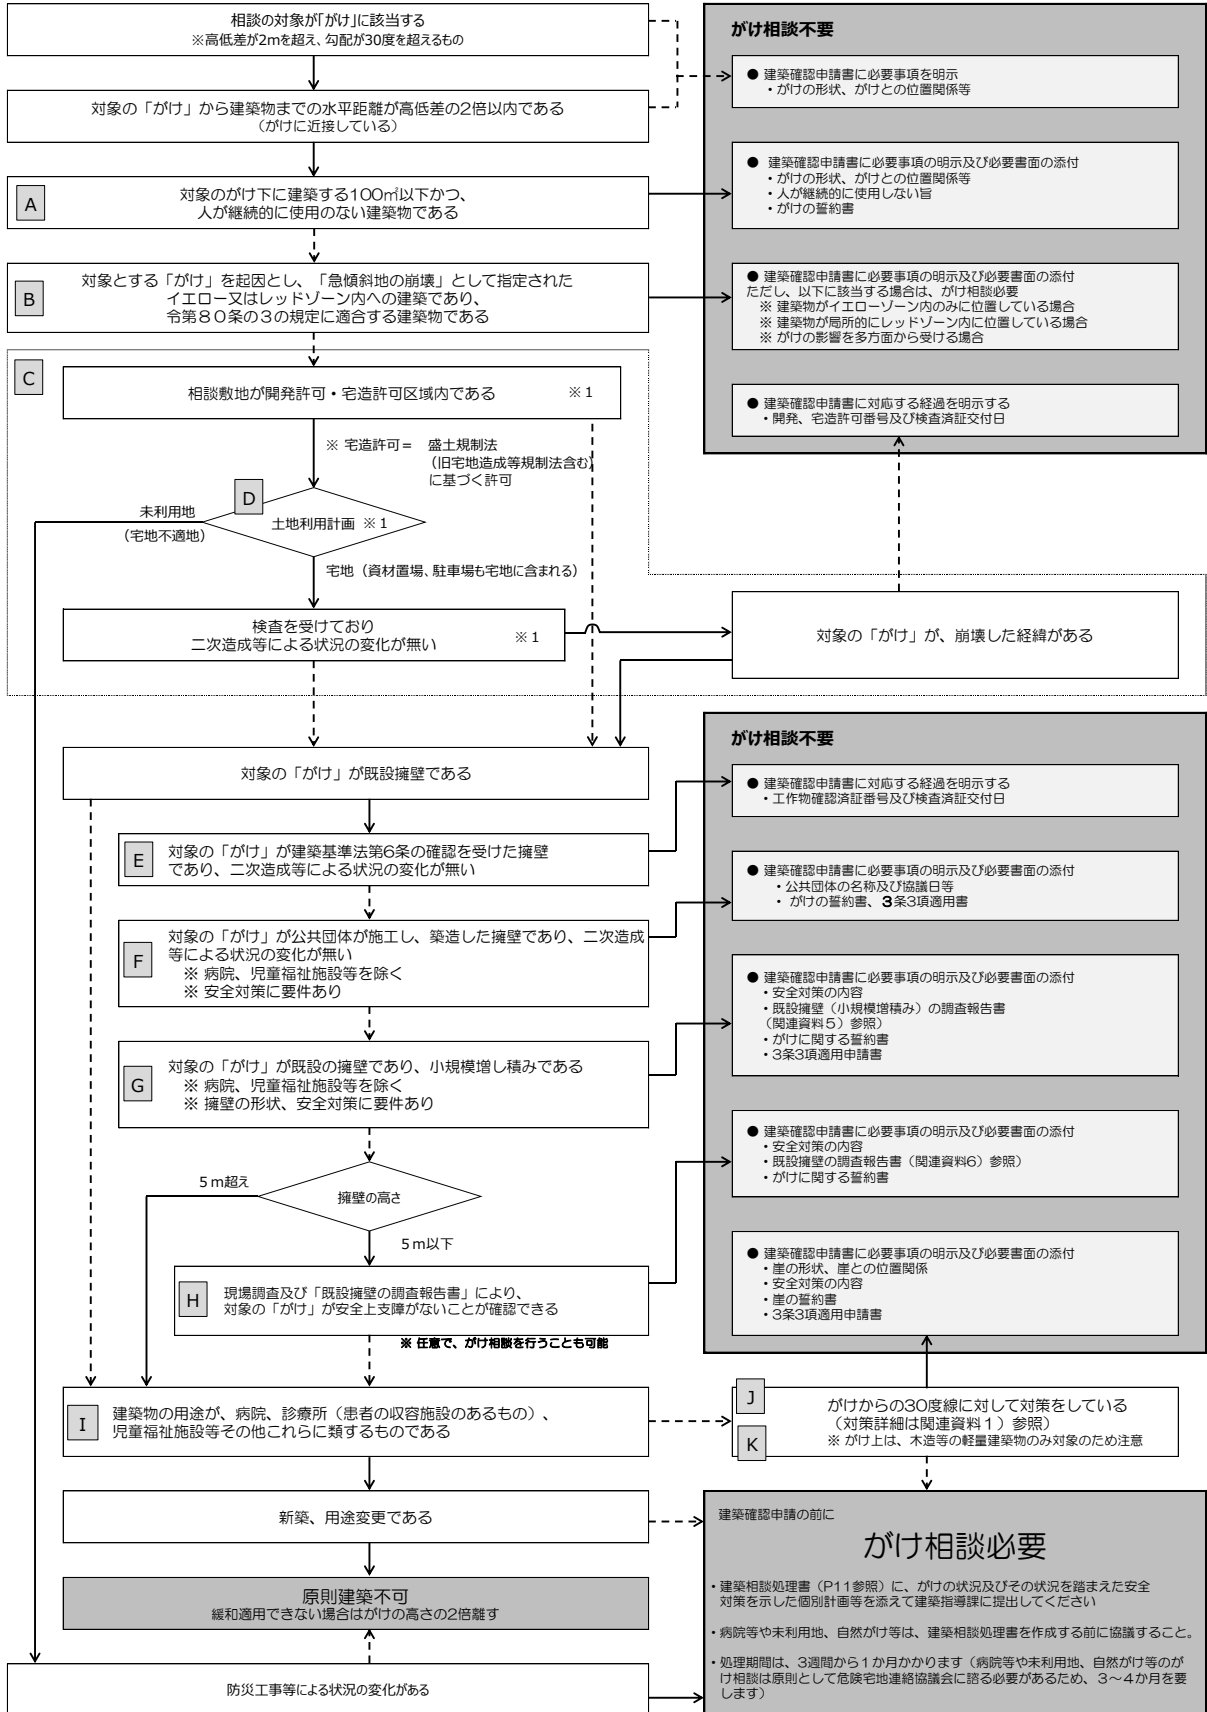 相談の対象が「がけ」に該当する
※高低差が2mを超え、勾配が30度を超えるもの
対象の「がけ」から建築物までの水平距離が高低差の2倍以内である
（がけに近接している）
A
対象のがけ下に建築する100㎡以下かつ、
人が継続的に使用のない建築物である
B
対象とする「がけ」を起因とし、「急傾斜地の崩壊」として指定された
イエロー又はレッドゾーン内への建築であり、
令第８０条の３の規定に適合する建築物である
がけ相談不要
● 建築確認申請書に必要事項を明示
・がけの形状、がけとの位置関係等
● 建築確認申請書に必要事項の明示及び必要書面の添付
・がけの形状、がけとの位置関係等
・人が継続的に使用しない旨
・がけの誓約書
● 建築確認申請書に必要事項の明示及び必要書面の添付
ただし、以下に該当する場合は、がけ相談必要
※ 建築物がイエローゾーン内のみに位置している場合
※ 建築物が局所的にレッドゾーン内に位置している場合
※ がけの影響を多方面から受ける場合
● 建築確認申請書に対応する経過を明示する
・開発、宅造許可番号及び検査済証交付日
C
相談敷地が開発許可・宅造許可区域内である　※１
※ 宅造許可＝　盛土規制法
（旧宅地造成等規制法含む）
に基づく許可
D
土地利用計画 ※１
未利用地
（宅地不適地）
宅地（資材置場、駐車場も宅地に含まれる）
検査を受けており
二次造成等による状況の変化が無い　※１
対象の「がけ」が、崩壊した経緯がある
対象の「がけ」が既設擁壁である
E
対象の「がけ」が建築基準法第6条の確認を受けた擁壁
であり、二次造成等による状況の変化が無い
F
対象の「がけ」が公共団体が施工し、築造した擁壁であり、二次造成
等による状況の変化が無い
※ 病院、児童福祉施設等を除く
※ 安全対策に要件あり
G
対象の「がけ」が既設の擁壁であり、小規模増し積みである
※ 病院、児童福祉施設等を除く
※ 擁壁の形状、安全対策に要件あり
擁壁の高さ
５ｍ超え
５ｍ以下
H
現場調査及び「既設擁壁の調査報告書」により、
対象の「がけ」が安全上支障がないことが確認できる
※ 任意で、がけ相談を行うことも可能
がけ相談不要
● 建築確認申請書に対応する経過を明示する
・工作物確認済証番号及び検査済証交付日
● 建築確認申請書に必要事項の明示及び必要書面の添付
・公共団体の名称及び協議日等
・ がけの誓約書、３条3項適用書
● 建築確認申請書に必要事項の明示及び必要書面の添付
・安全対策の内容
・既設擁壁（小規模増積み）の調査報告書
（関連資料５）参照）
・がけに関する誓約書
・3条3項適用申請書
● 建築確認申請書に必要事項の明示及び必要書面の添付
・安全対策の内容
・既設擁壁の調査報告書（関連資料6）参照）
・がけに関する誓約書
● 建築確認申請書に必要事項の明示及び必要書面の添付
・崖の形状、崖との位置関係
・安全対策の内容
・崖の誓約書
・3条3項適用申請書
I
建築物の用途が、病院、診療所（患者の収容施設のあるもの）、
児童福祉施設等その他これらに類するものである
J
K
がけからの30度線に対して対策をしている
（対策詳細は関連資料１）参照）
※ がけ上は、木造等の軽量建築物のみ対象のため注意
新築、用途変更である
原則建築不可
緩和適用できない場合はがけの高さの2倍離す
防災工事等による状況の変化がある
建築確認申請の前に
がけ相談必要
・建築相談処理書（P11参照）に、がけの状況及びその状況を踏まえた安全
対策を示した個別計画等を添えて建築指導課に提出してください
・病院等や未利用地、自然がけ等は、建築相談処理書を作成する前に協議すること。
・処理期間は、3週間から１か月かかります（病院等や未利用地、自然がけ等のが
け相談は原則として危険宅地連絡協議会に諮る必要があるため、３～４か月を要
します）